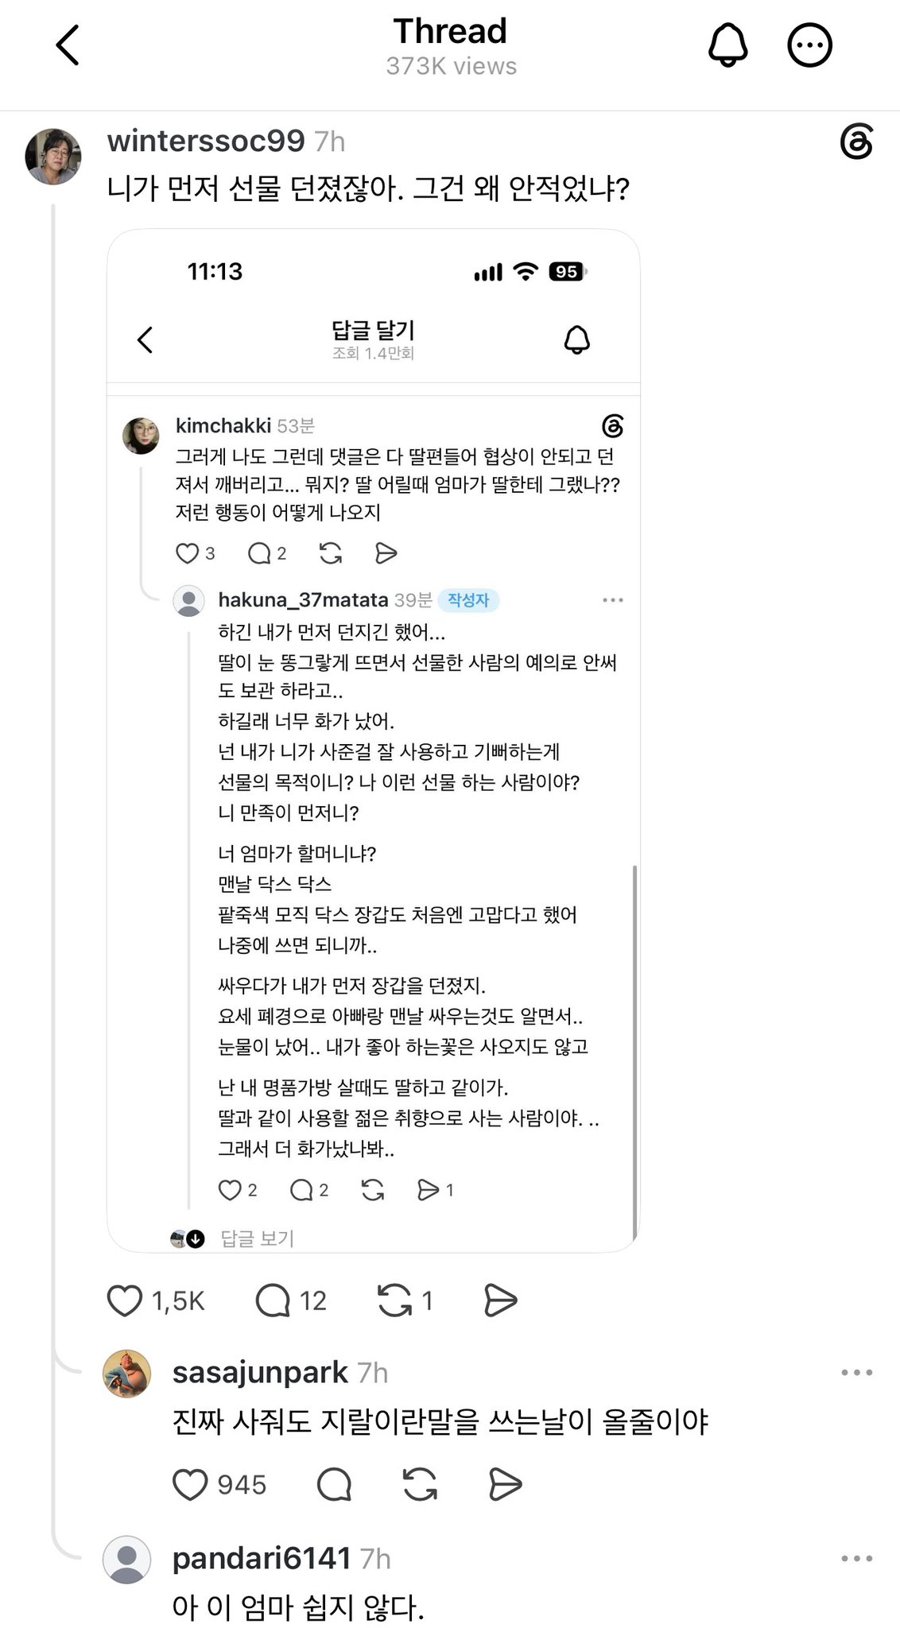 Thread
373K views
winterssoc99 7h
니가 먼저 선물 던졌잖아. 그건 왜 안적었냐?
11:13
95
답글 달기
조회 1.4만회
kimchakki 53분
그러게 나도 그런데 댓글은 다 딸편들어 협상이 안되고 던
져서 깨버리고... 뭐지? 딸 어릴때 엄마가 딸한테 그랬나??
저런 행동이 어떻게 나오지
3 2
hakuna_37matata 39분 작성자
하긴 내가 먼저 던지긴 했어...
딸이 눈 똥그랗게 뜨면서 선물한 사람의 예의로 안써
도 보관 하라고..
하길래 너무 화가 났어.
넌 내가 니가 사준걸 잘 사용하고 기뻐하는게
선물의 목적이니? 나 이런 선물 하는 사람이야?
니 만족이 먼저니?
너 엄마가 할머니냐?
맨날 닥스 닥스
팥죽색 모직 닥스 장갑도 처음엔 고맙다고 했어
나중에 쓰면 되니까..
싸우다가 내가 먼저 장갑을 던졌지.
요세 폐경으로 아빠랑 맨날 싸우는것도 알면서..
눈물이 났어.. 내가 좋아 하는꽃은 사오지도 않고
난 내 명품가방 살때도 딸하고 같이가.
딸과 같이 사용할 젊은 취향으로 사는 사람이야. ..
그래서 더 화가났나봐..
2 2 1
답글 보기
1,5K 12 1
sasajunpark 7h
진짜 사줘도 지랄이란말을 쓰는날이 올줄이야
945
pandari6141 7h
아 이 엄마 쉽지 않다.